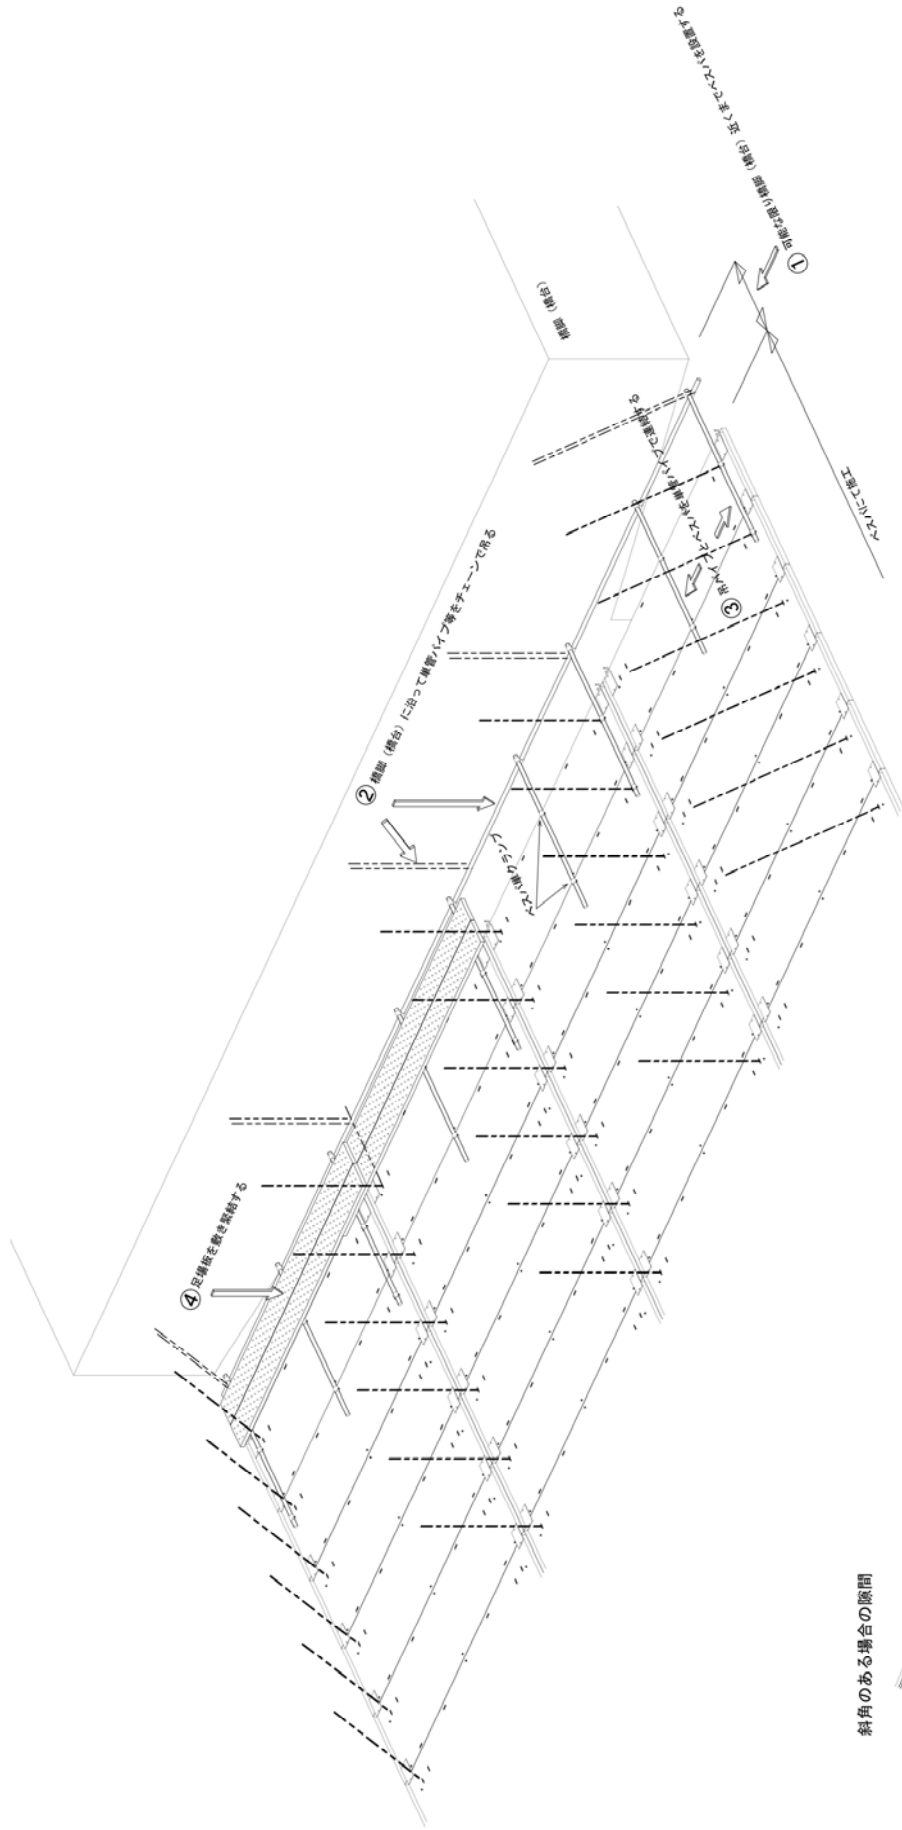 ① 可能な限り橋脚（橋台）近くまでベスパを設置する
橋脚（橋台）
② 橋脚（橋台）に沿って単管パイプ等をチェーンで吊る
③ 吊パイプとベスパを単管パイプで連結する
ベスパにて施工
ベスパ単クランプ
④ 足場板を敷き緊結する
斜角のある場合の隙間